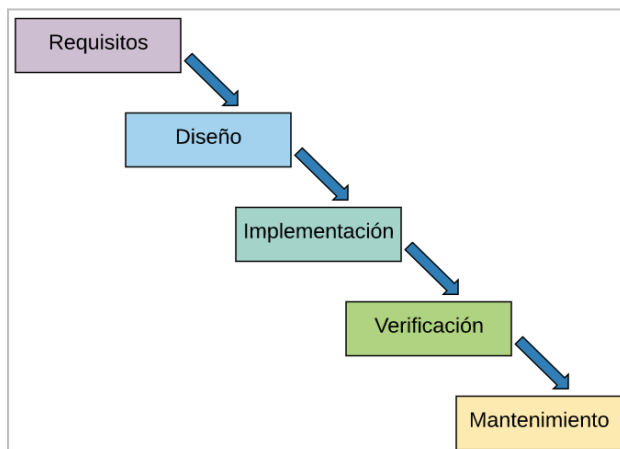 Requisitos
Diseño
Implementación
Verificación
Mantenimiento